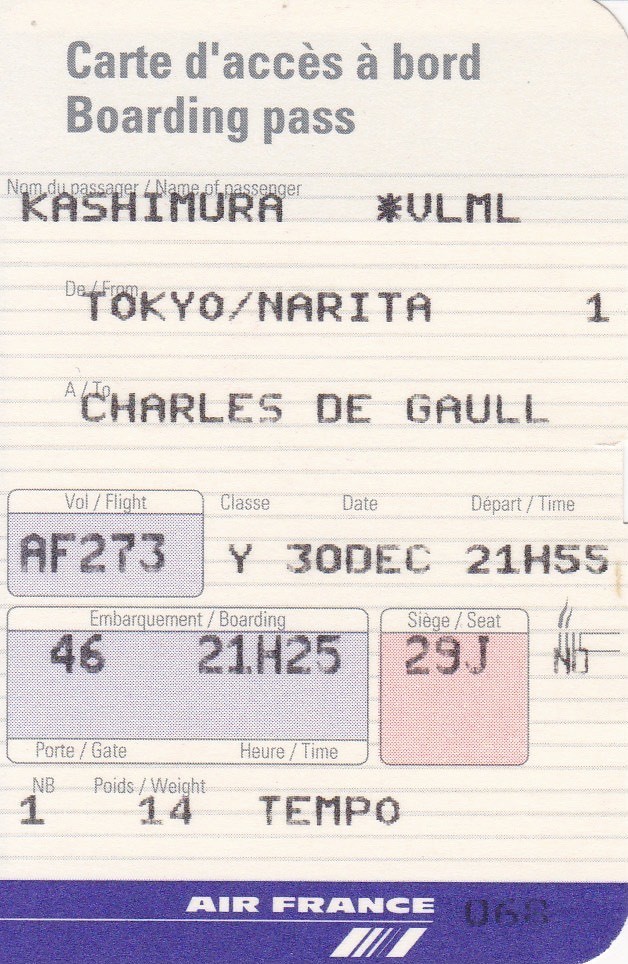 Carte d'accès à bord
Boarding pass
Nom du passager / Name of passenger
KASHIMURA *VLML
De / From
TOKYO/NARITA 1
A / To
CHARLES DE GAULL
Vol / Flight Classe Date Départ / Time
AF273 Y 30DEC 21H55
Embarquement / Boarding Siège / Seat
46 21H25 29J NO
Porte / Gate Heure / Time
NB Poids / Weight
1 14 TEMPO
AIR FRANCE 068